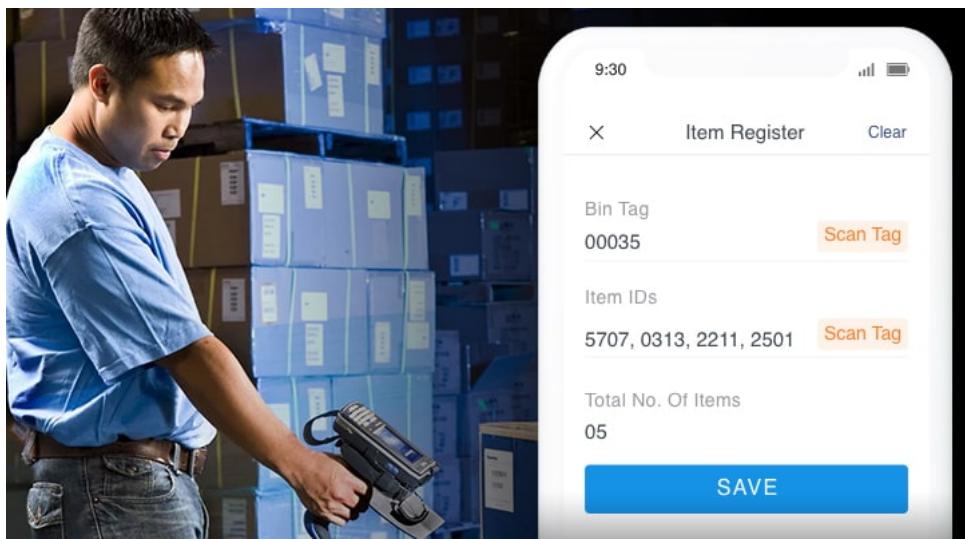 9:30
Item Register
Clear
Bin Tag
00035
Scan Tag
Item IDs
5707, 0313, 2211, 2501
Scan Tag
Total No. Of Items
05
SAVE